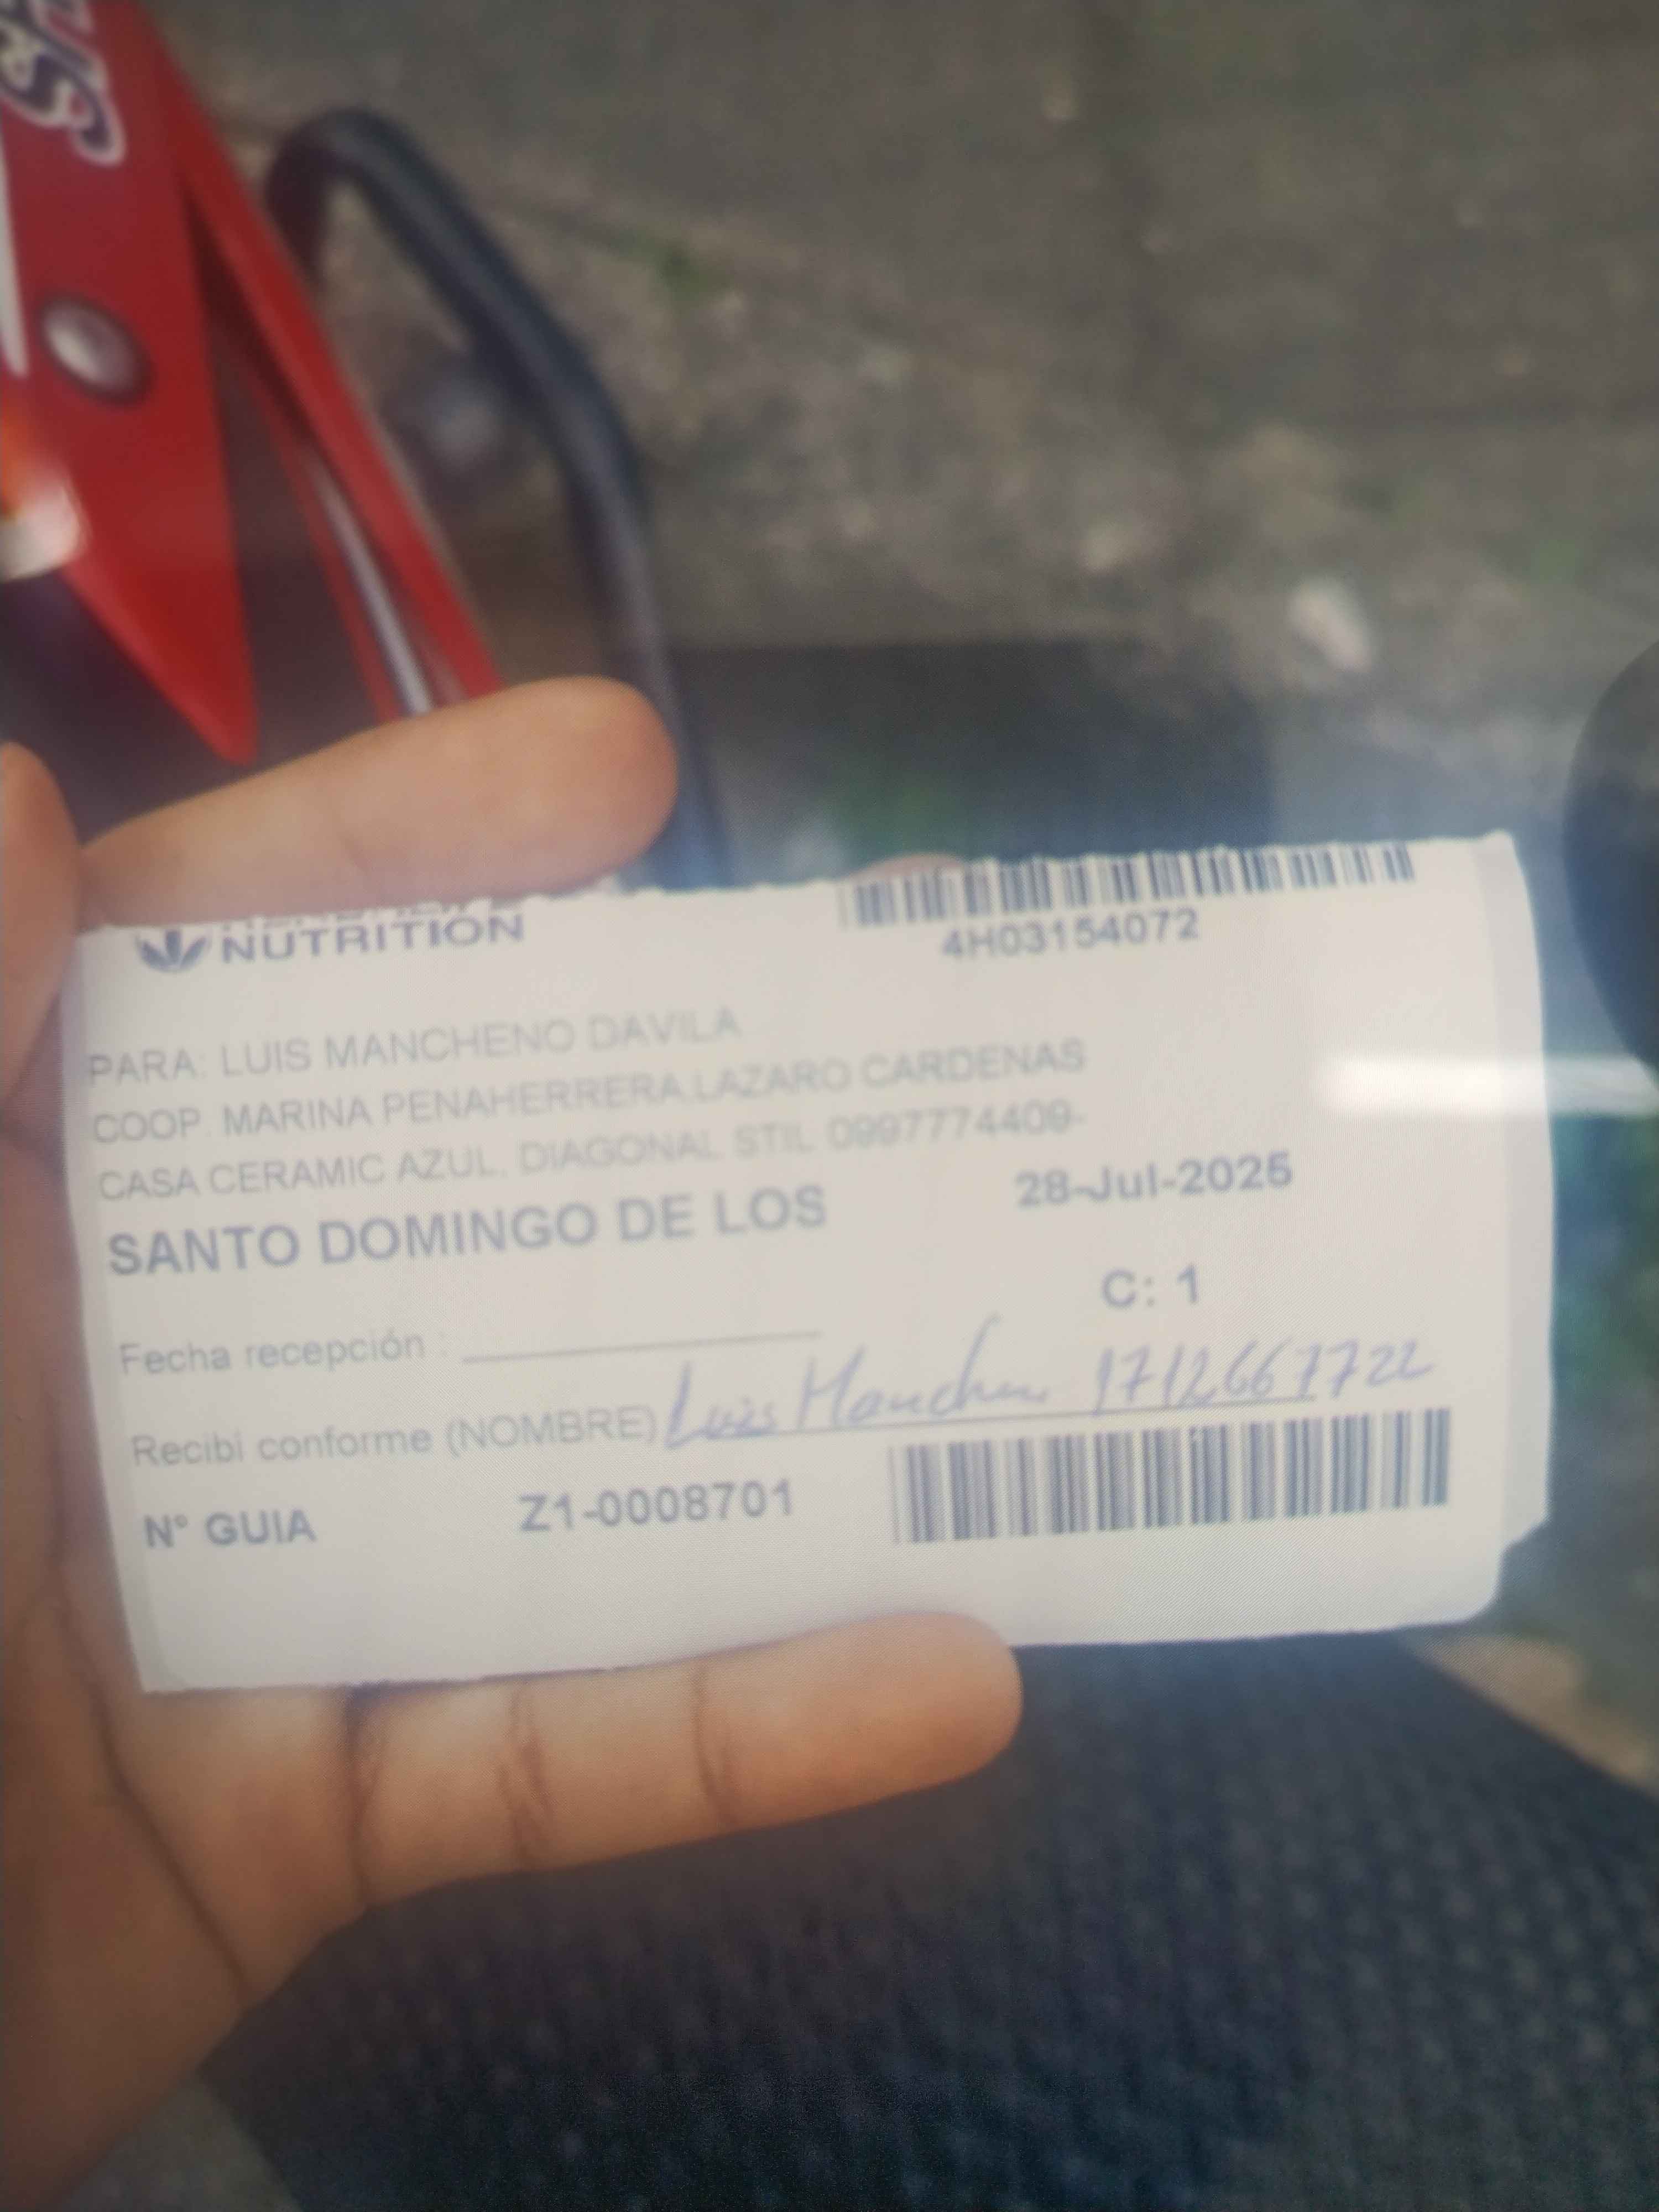 NUTRITION
4H03154072
PARA: LUIS MANCHENO DAVILA
COOP. MARINA PENAHERRERA,LAZARO CARDENAS
CASA CERAMIC AZUL, DIAGONAL STIL 0997774409-
SANTO DOMINGO DE LOS
28-Jul-2025
C: 1
Fecha recepción :
Recibi conforme (NOMBRE) Luis Mancheno 1712667722
N° GUIA Z1-0008701